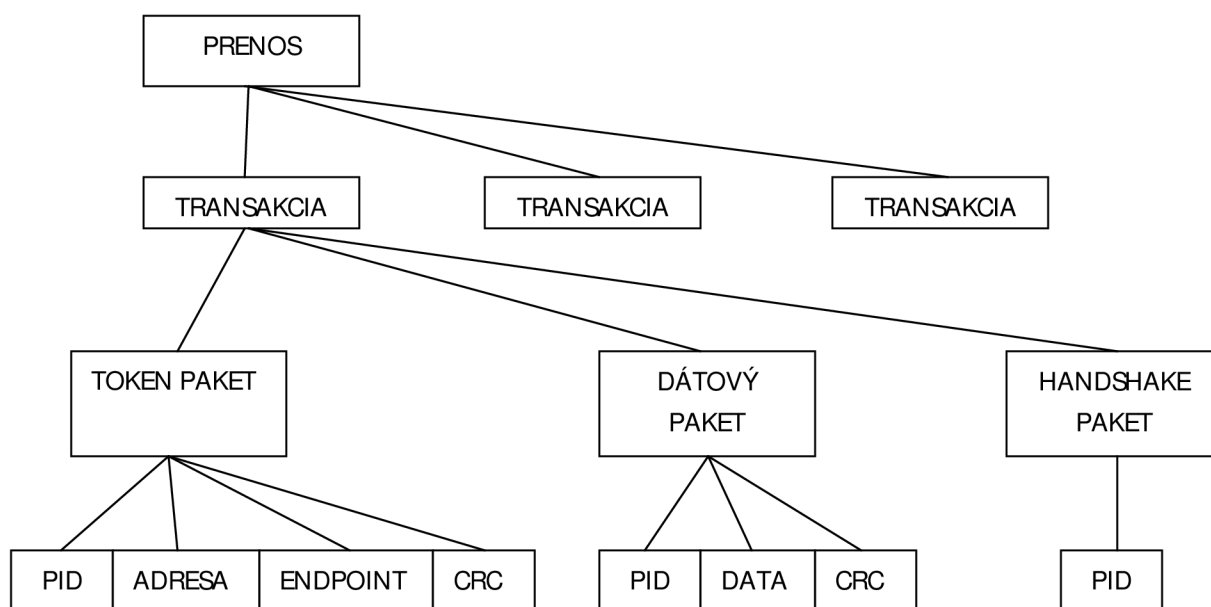 PRENOS
TRANSAKCIA
TRANSAKCIA
TRANSAKCIA
TOKEN PAKET
DÁTOVÝ
PAKET
HANDSHAKE
PAKET
PID
ADRESA
ENDPOINT
CRC
PID
DATA
CRC
PID